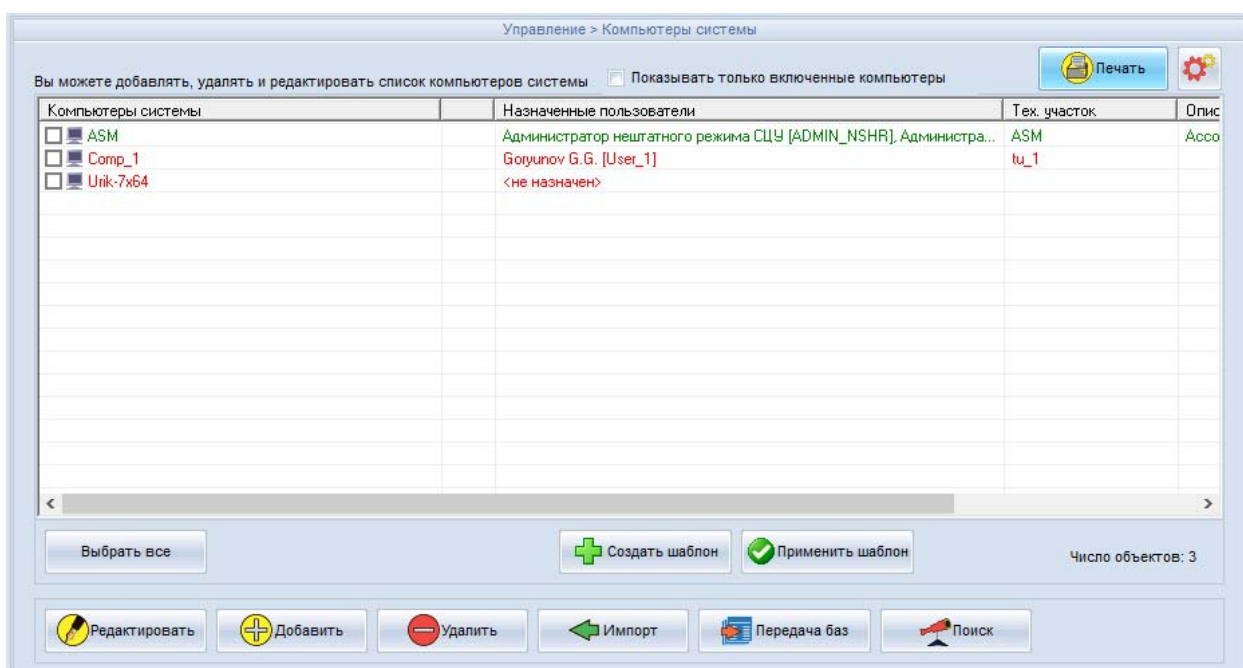 Управление > Компьютеры системы
Вы можете добавлять, удалять и редактировать список компьютеров системы Показывать только включенные компьютеры Печать
Компьютеры системы Назначенные пользователи Тех. участок Опис
ASM Администратор нештатного режима СЦУ [ADMIN_NSHR], Администра... ASM Acco
Comp_1 Goryunov G.G. [User_1] tu_1
Urik-7x64 <не назначен>
Выбрать все Создать шаблон Применить шаблон Число объектов: 3
Редактировать Добавить Удалить Импорт Передача баз Поиск